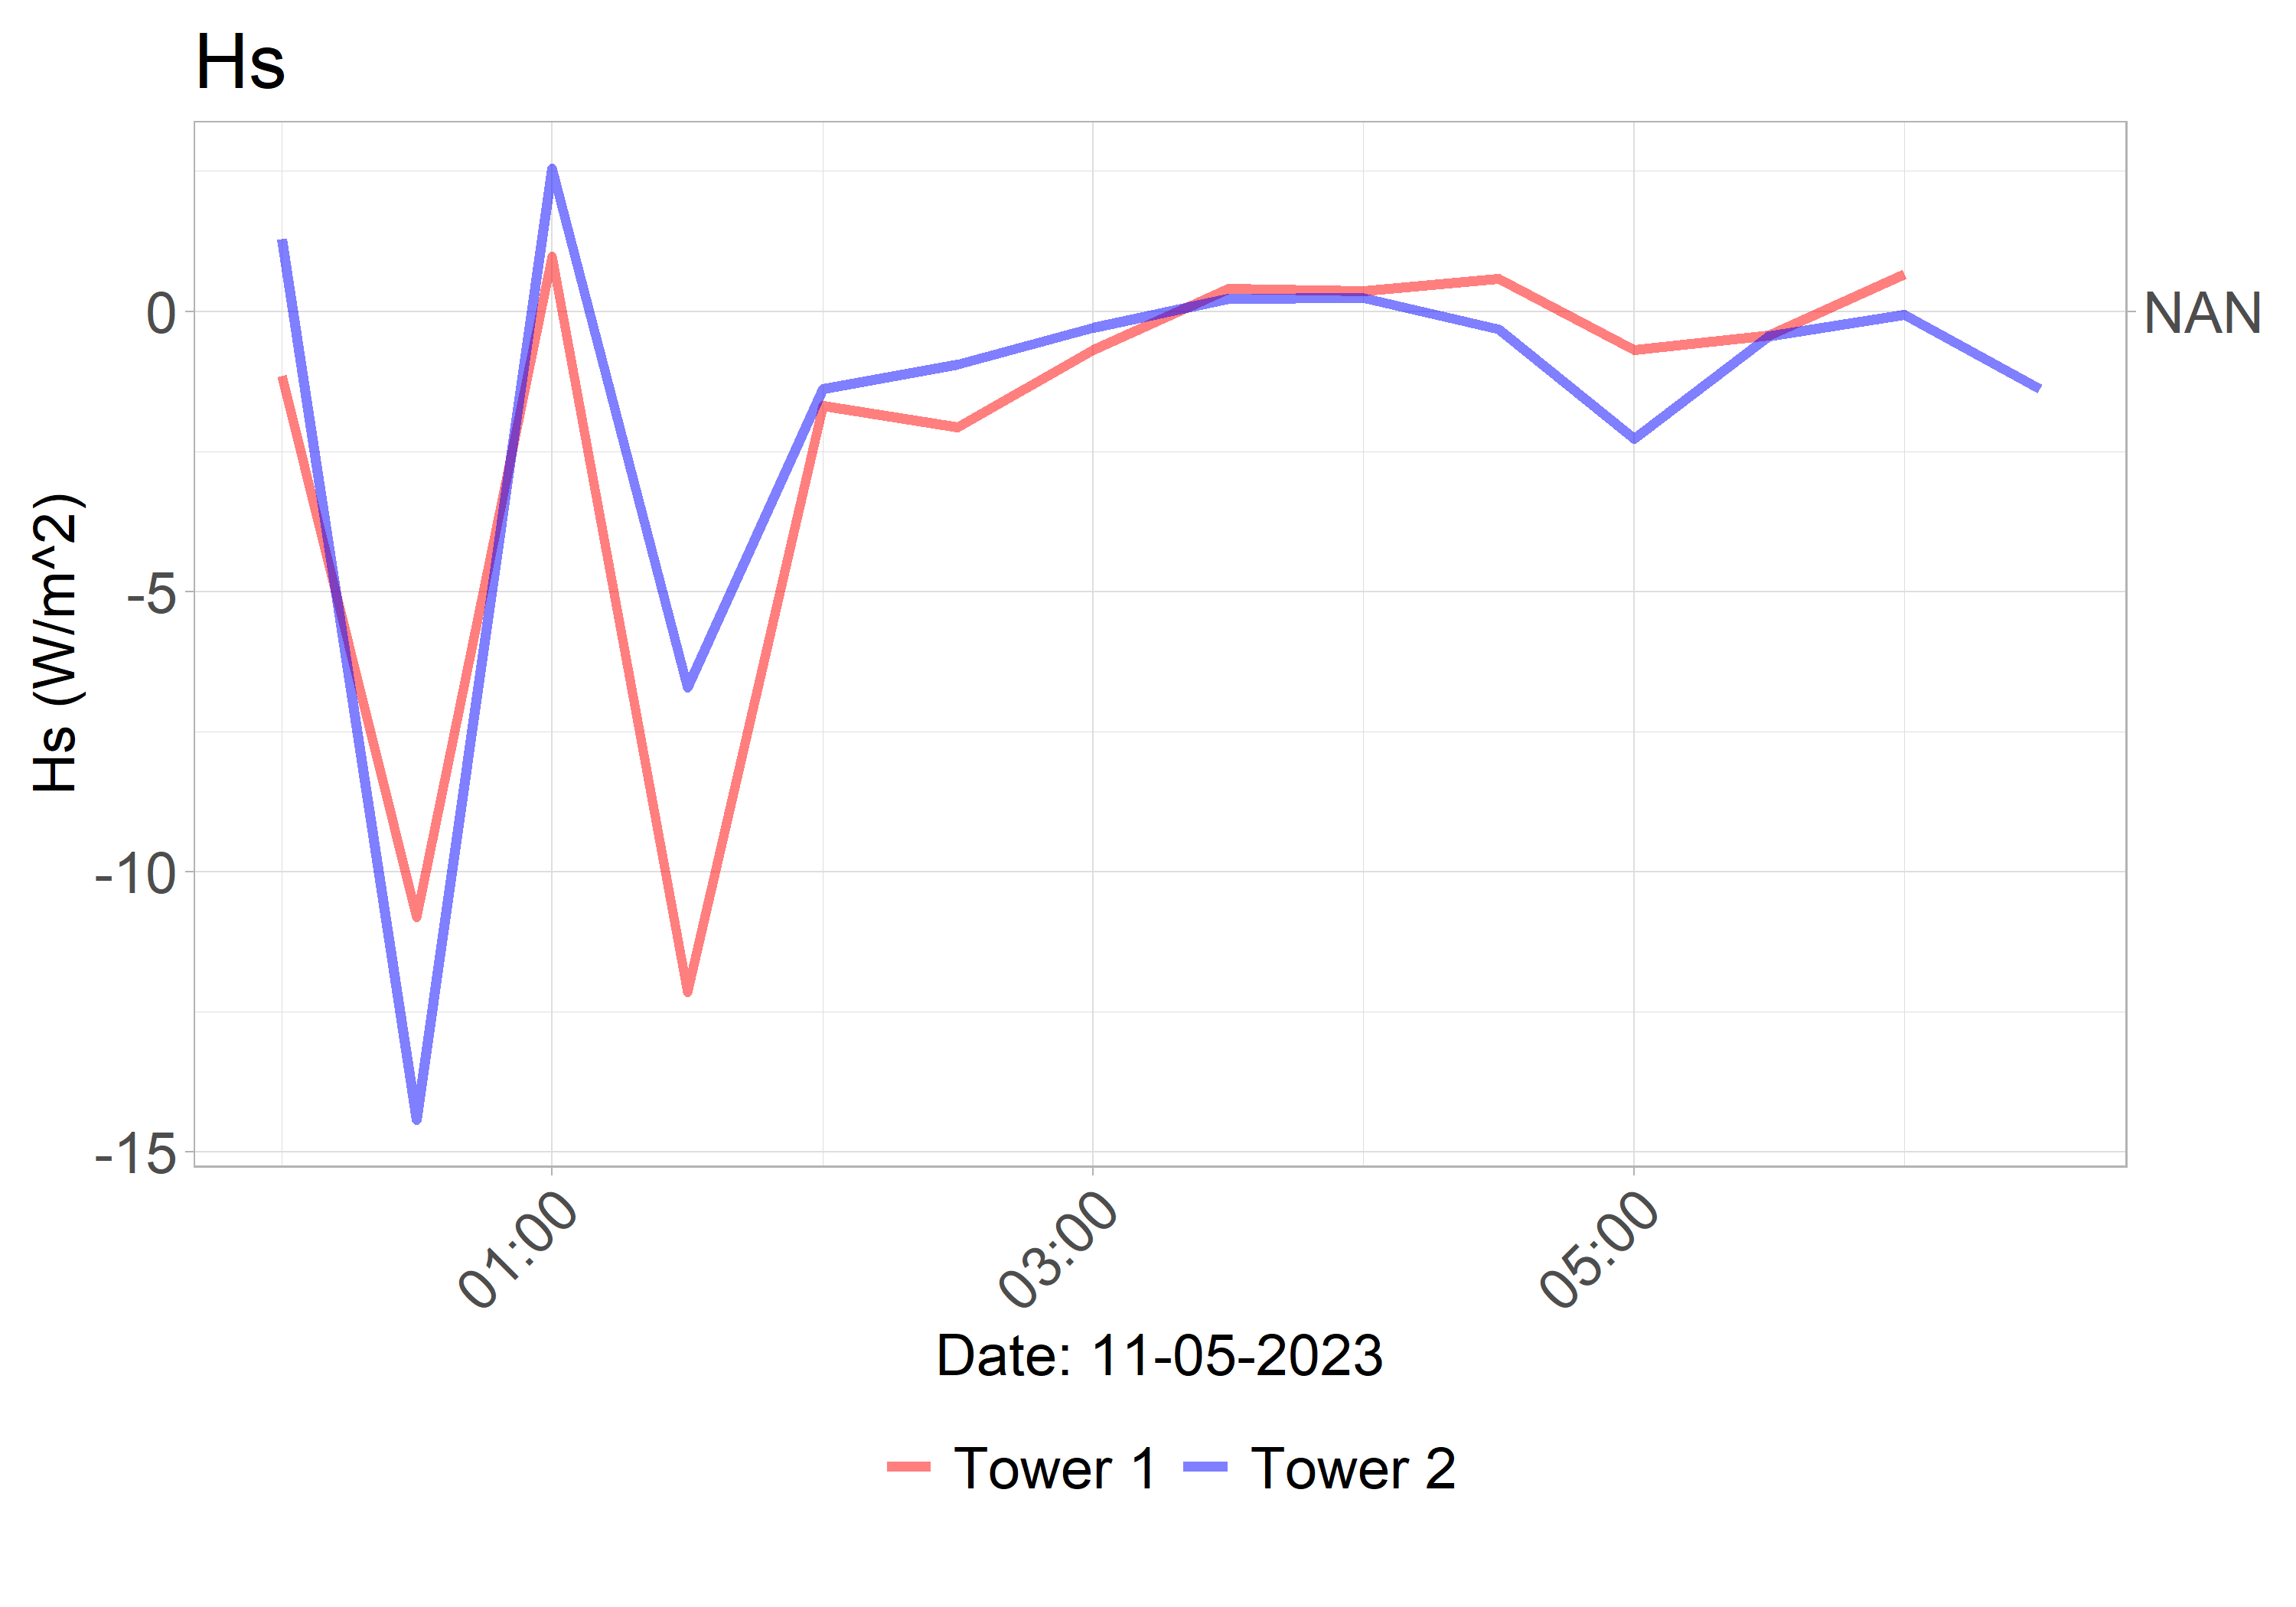 Hs
Hs (W/m^2)
0
-5
-10
-15
NAN
01:00
03:00
05:00
Date: 11-05-2023
Tower 1
Tower 2